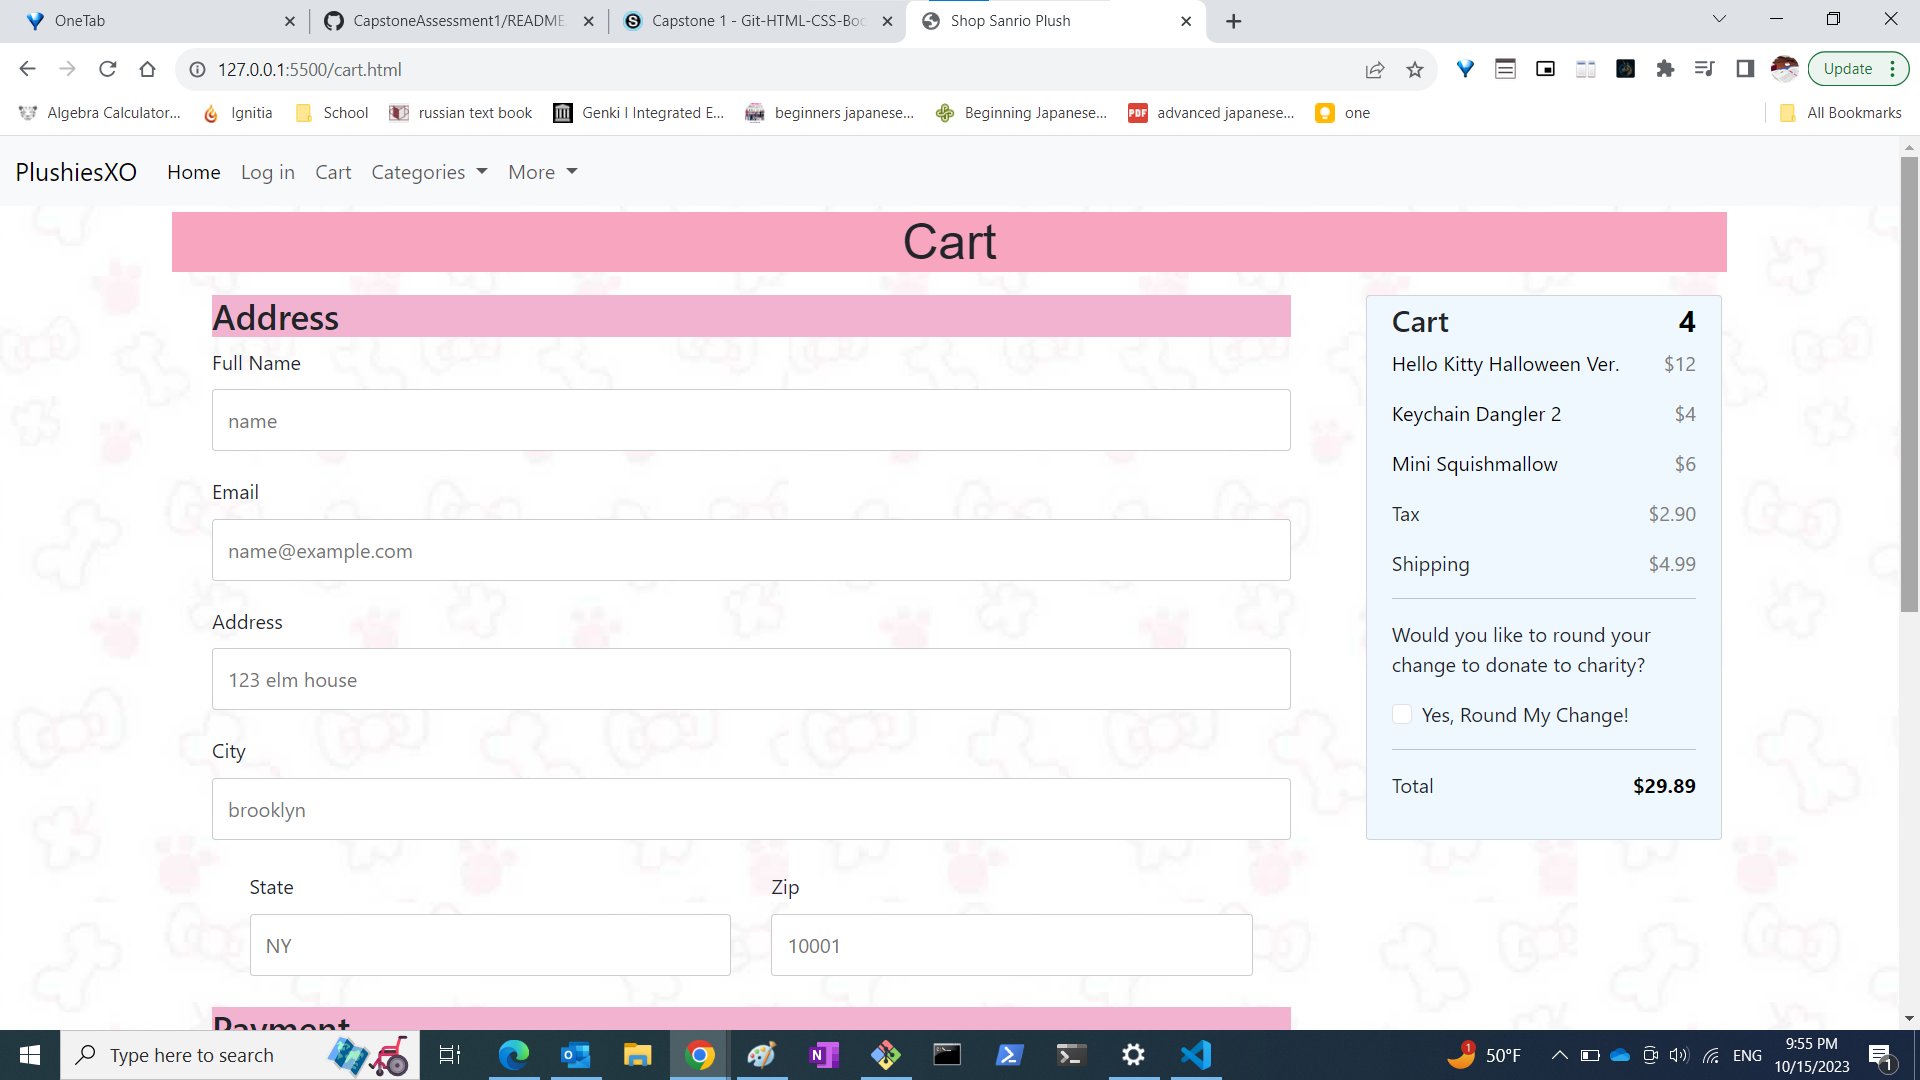 OneTab
CapstoneAssessment1/README
Capstone 1 - Git-HTML-CSS-Boo
Shop Sanrio Plush
127.0.0.1:5500/cart.html
Update
Algebra Calculator...
Ignitia
School
russian text book
Genki I Integrated E...
beginners japanese...
Beginning Japanese...
PDF
advanced japanese...
one
All Bookmarks
PlushiesXO
Home
Log in
Cart
Categories
More
Cart
Address
Full Name
name
Email
name@example.com
Address
123 elm house
City
brooklyn
State
Zip
NY
10001
Payment
Cart 4
Hello Kitty Halloween Ver. $12
Keychain Dangler 2 $4
Mini Squishmallow $6
Tax $2.90
Shipping $4.99
Would you like to round your
change to donate to charity?
Yes, Round My Change!
Total $29.89
Type here to search
1
50°F
ENG
9:55 PM
10/15/2023
1